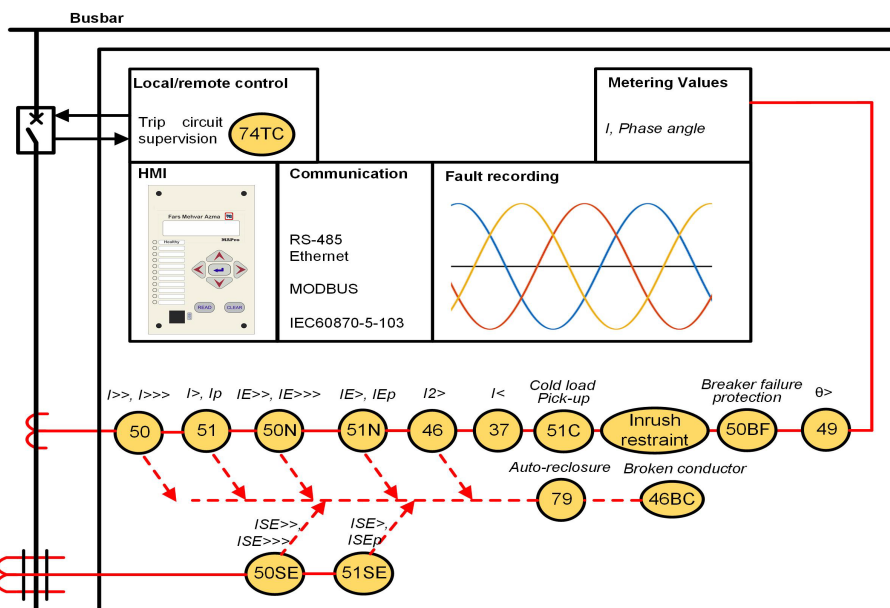 Busbar
Local/remote control
Trip circuit
supervision
74TC
Metering Values
I, Phase angle
HMI
Fars Mehvar Azma
Healthy
READ
CLEAR
Communication
RS-485
Ethernet
MODBUS
IEC60870-5-103
Fault recording
I>>, I>>>
I>, Ip
IE>>, IE>>>
IE>, IEp
I2>
I<
Cold load
Pick-up
Breaker failure
protection
θ>
50
51
50N
51N
46
37
51C
Inrush
restraint
50BF
49
Auto-reclosure
Broken conductor
79
46BC
ISE>>,
ISE>>>
ISE>,
ISEp
50SE
51SE